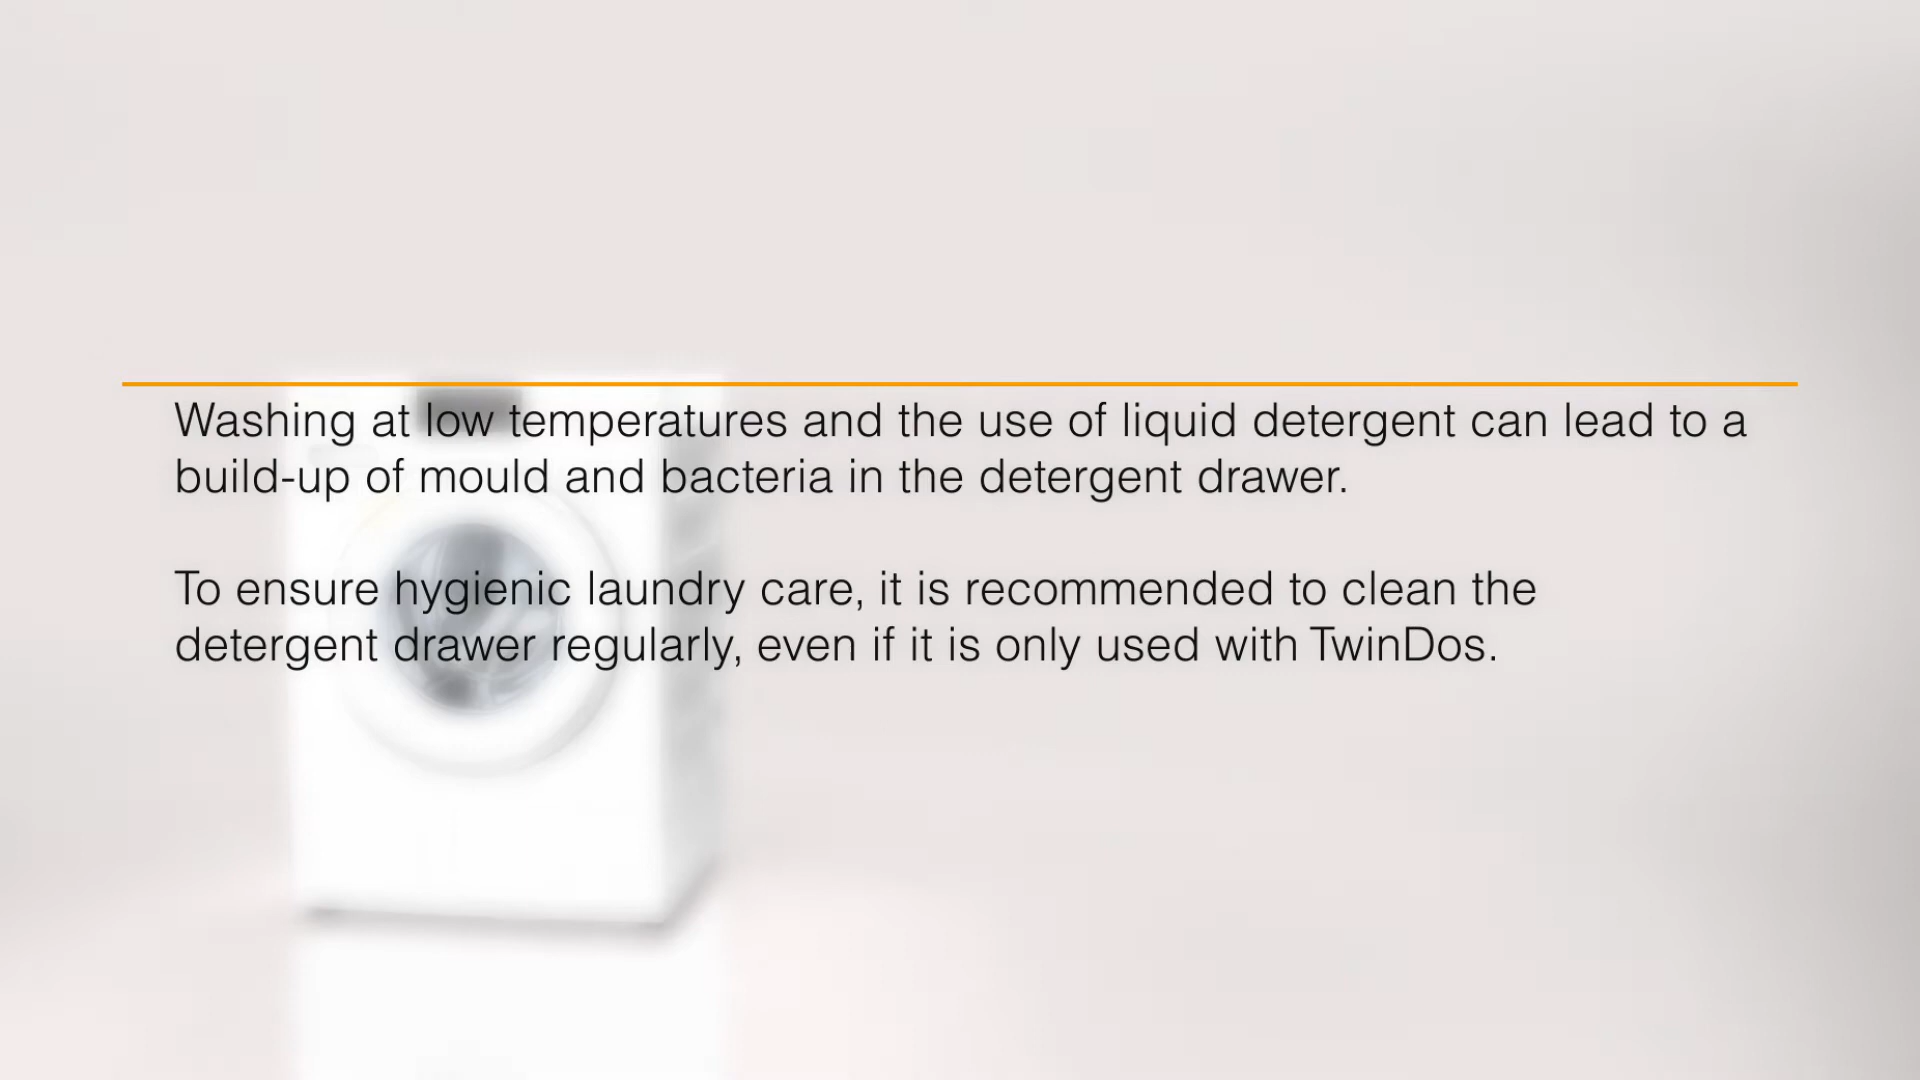 Washing at low temperatures and the use of liquid detergent can lead to a
build-up of mould and bacteria in the detergent drawer.
To ensure hygienic laundry care, it is recommended to clean the
detergent drawer regularly, even if it is only used with TwinDos.